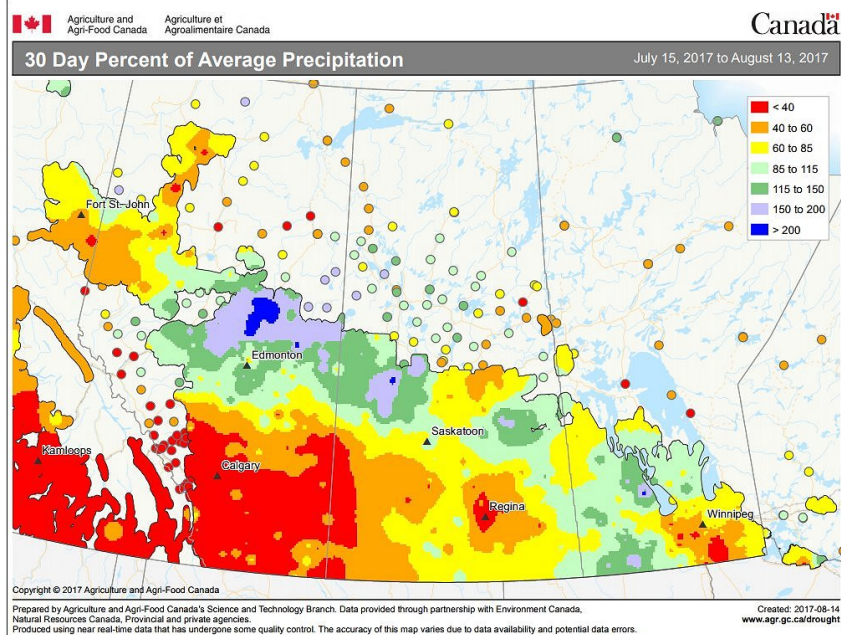 Agriculture and
Agri-Food Canada
Agriculture et
Agroalimentaire Canada
Canada
30 Day Percent of Average Precipitation
July 15, 2017 to August 13, 2017
< 40
40 to 60
60 to 85
85 to 115
115 to 150
150 to 200
> 200
Fort St. John
Edmonton
Saskatoon
Kamloops
Calgary
Regina
Winnipeg
Copyright © 2017 Agriculture and Agri-Food Canada
Prepared by Agriculture and Agri-Food Canada's Science and Technology Branch. Data provided through partnership with Environment Canada,
Natural Resources Canada, Provincial and private agencies.
Produced using near real-time data that has undergone some quality control. The accuracy of this map varies due to data availability and potential data errors.
Created: 2017-08-14
www.agr.gc.ca/drought